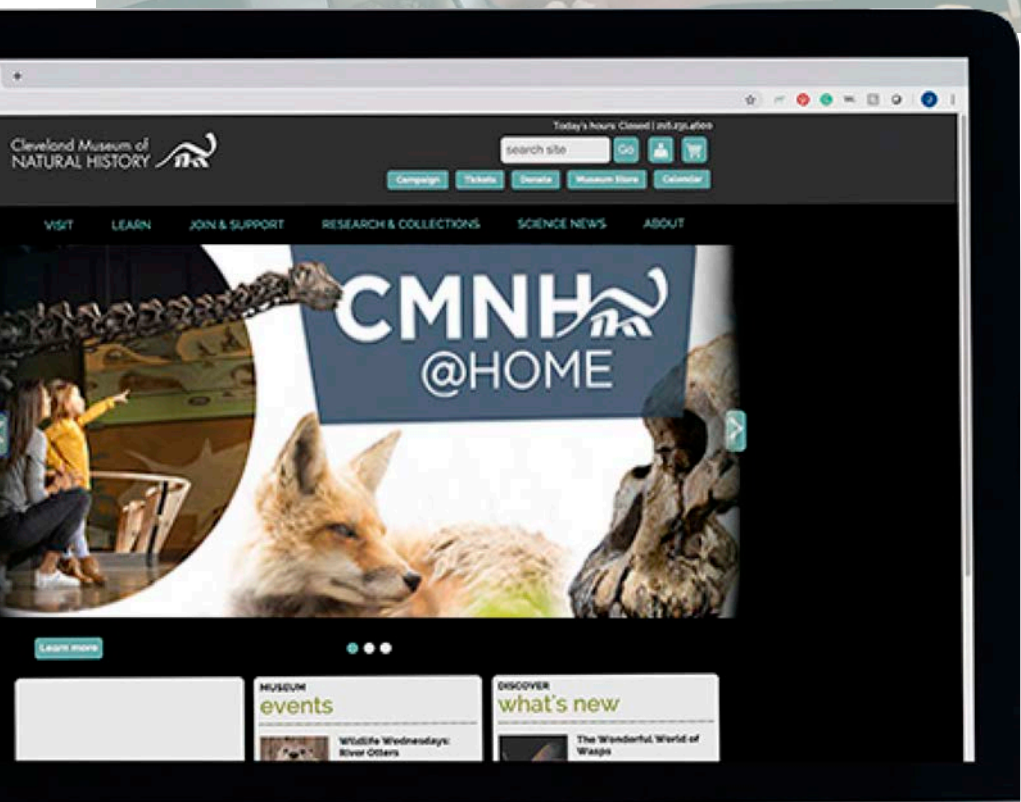 Today's hours: Closed | 216.231.4600
Cleveland Museum of
NATURAL HISTORY
search site
Go
Campaign
Tickets
Donate
Museum Store
Calendar
VISIT
LEARN
JOIN & SUPPORT
RESEARCH & COLLECTIONS
SCIENCE NEWS
ABOUT
CMNH
@HOME
Learn more
MUSEUM
events
Wildlife Wednesdays:
River Otters
DISCOVER
what's new
The Wonderful World of
Wasps